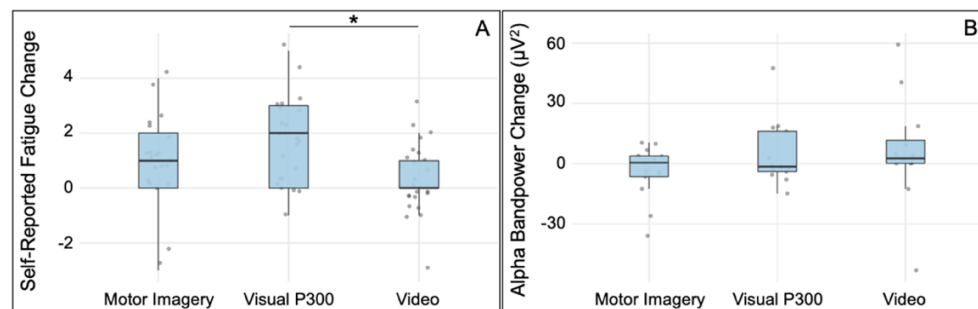 A
*
Self-Reported Fatigue Change
4
2
0
-2
Motor Imagery Visual P300 Video
B
Alpha Bandpower Change (µV²)
60
30
0
-30
Motor Imagery Visual P300 Video